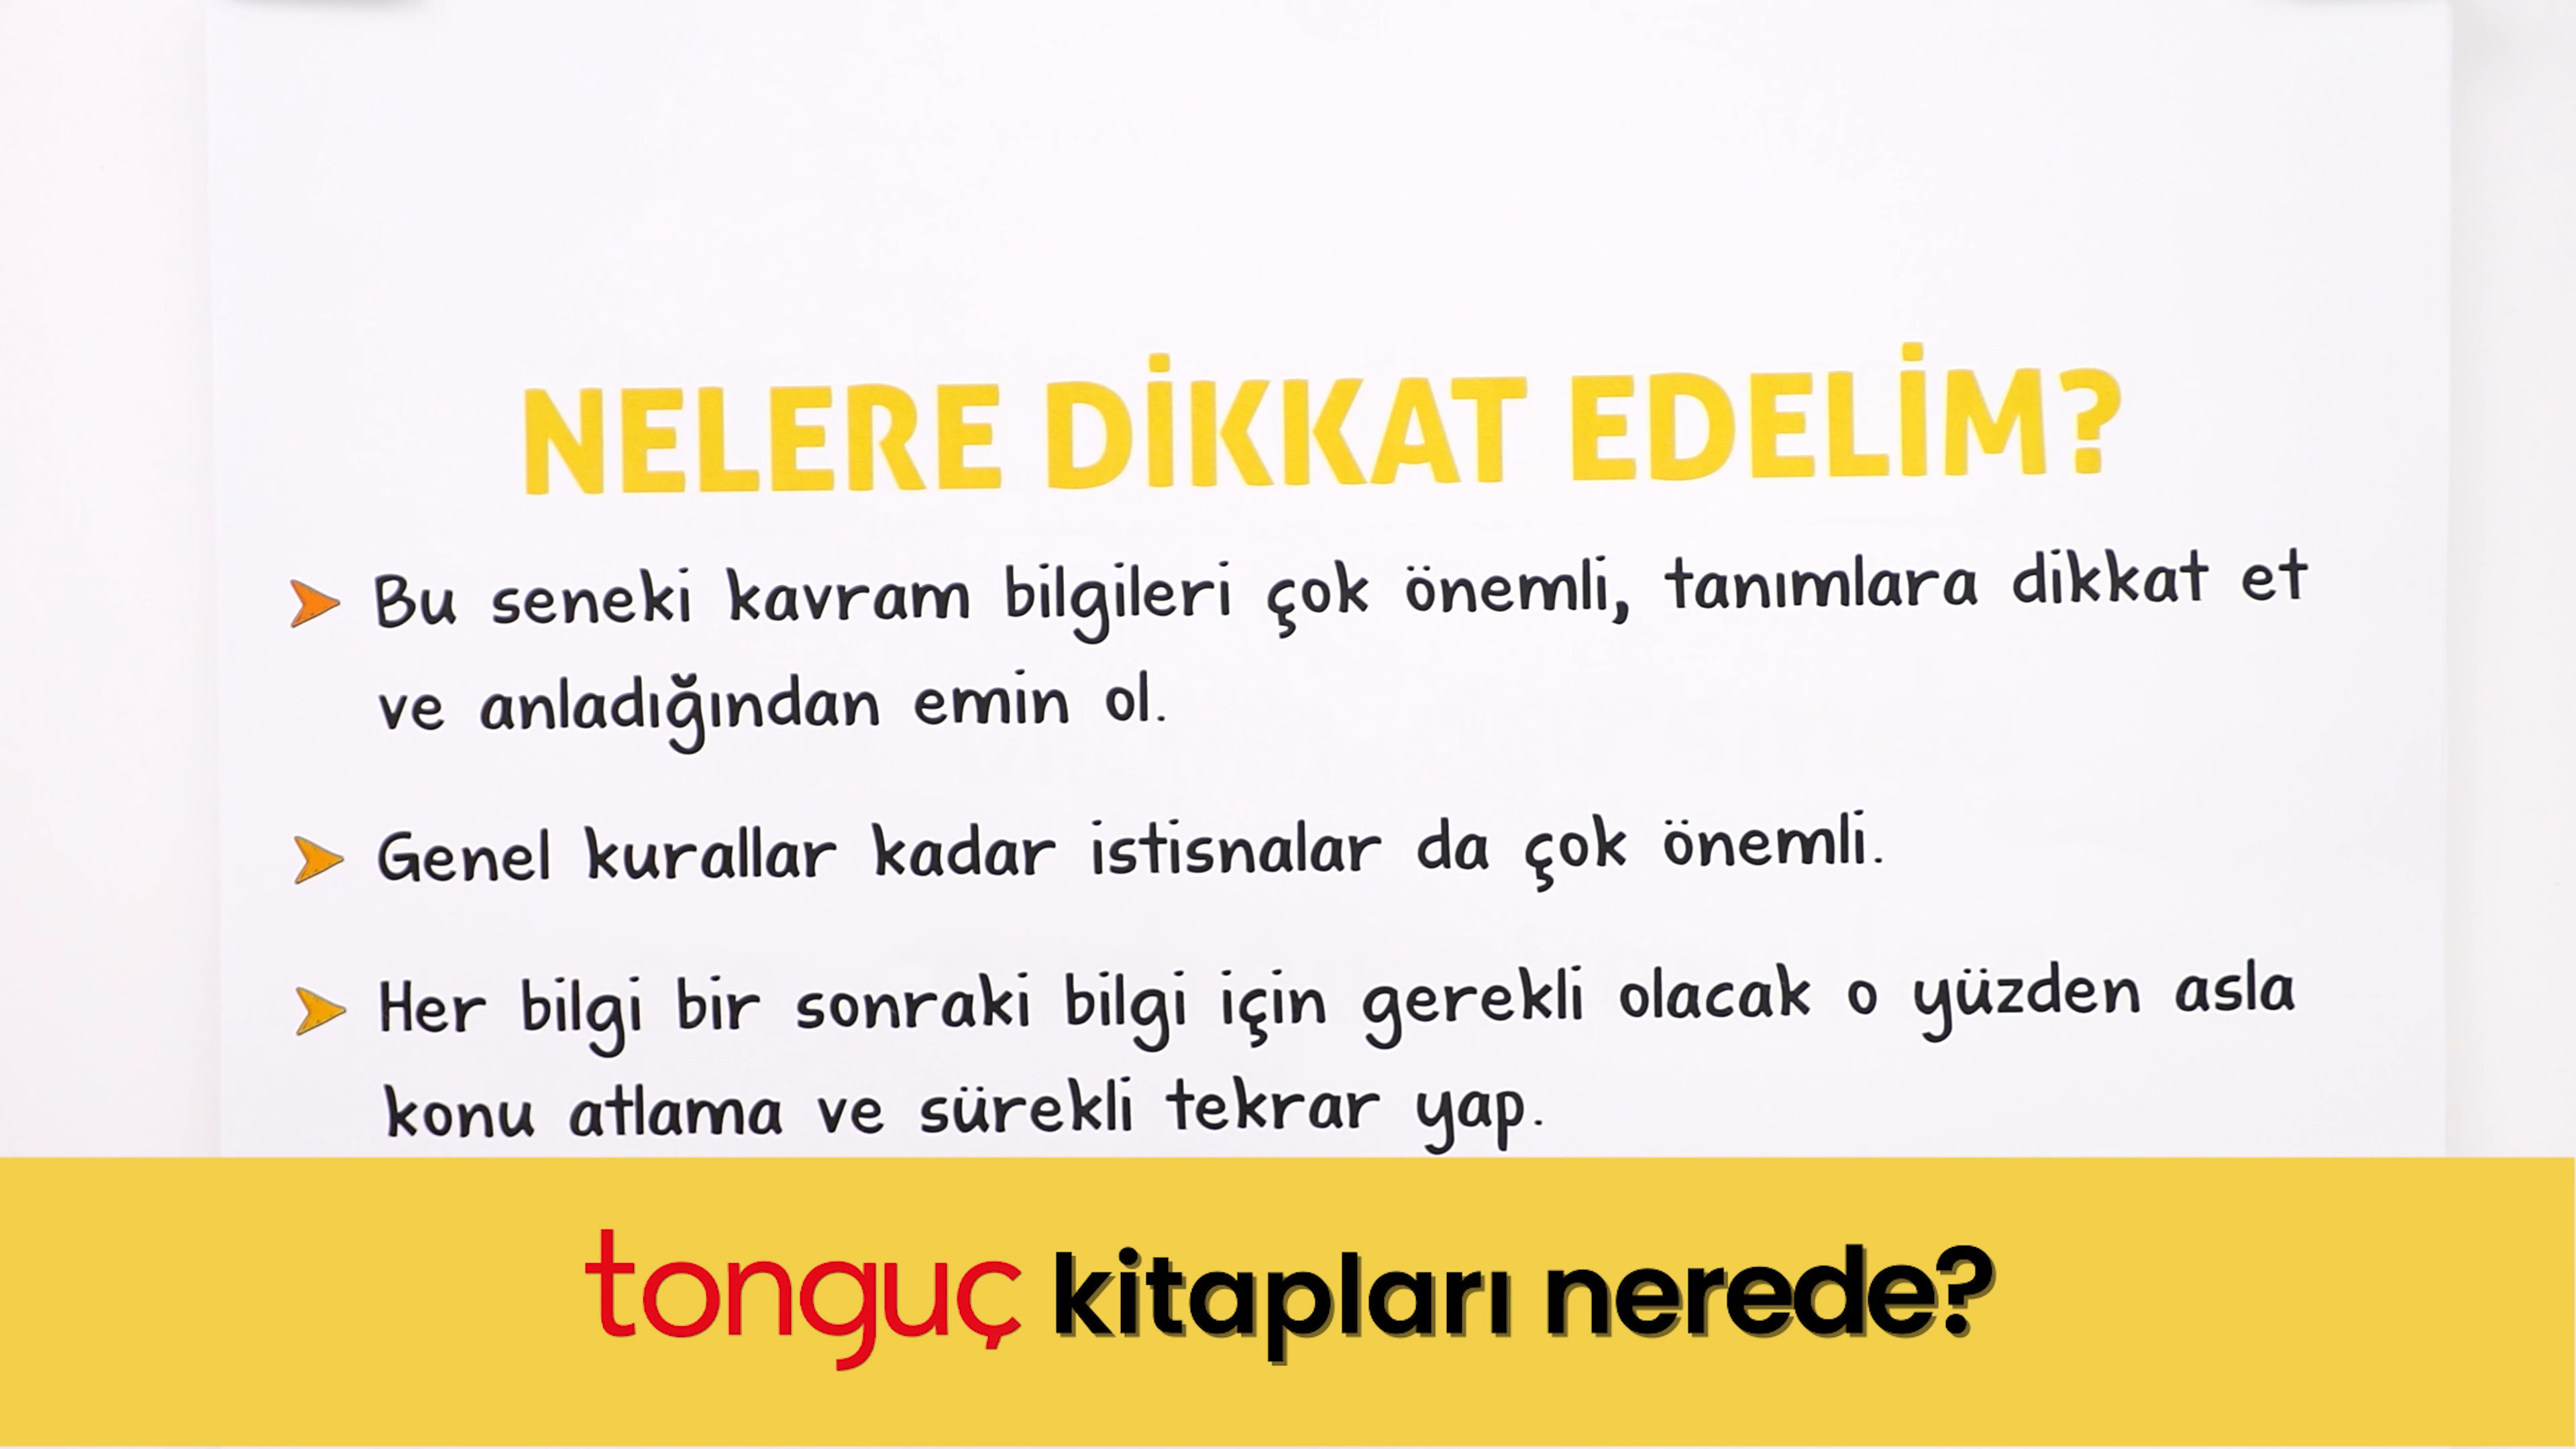 NELERE DİKKAT EDELİM?
Bu seneki kavram bilgileri çok önemli, tanımlara dikkat et
ve anladığından emin ol.
Genel kurallar kadar istisnalar da çok önemli.
Her bilgi bir sonraki bilgi için gerekli olacak o yüzden asla
konu atlama ve sürekli tekrar yap.
tonguç kitapları nerede?